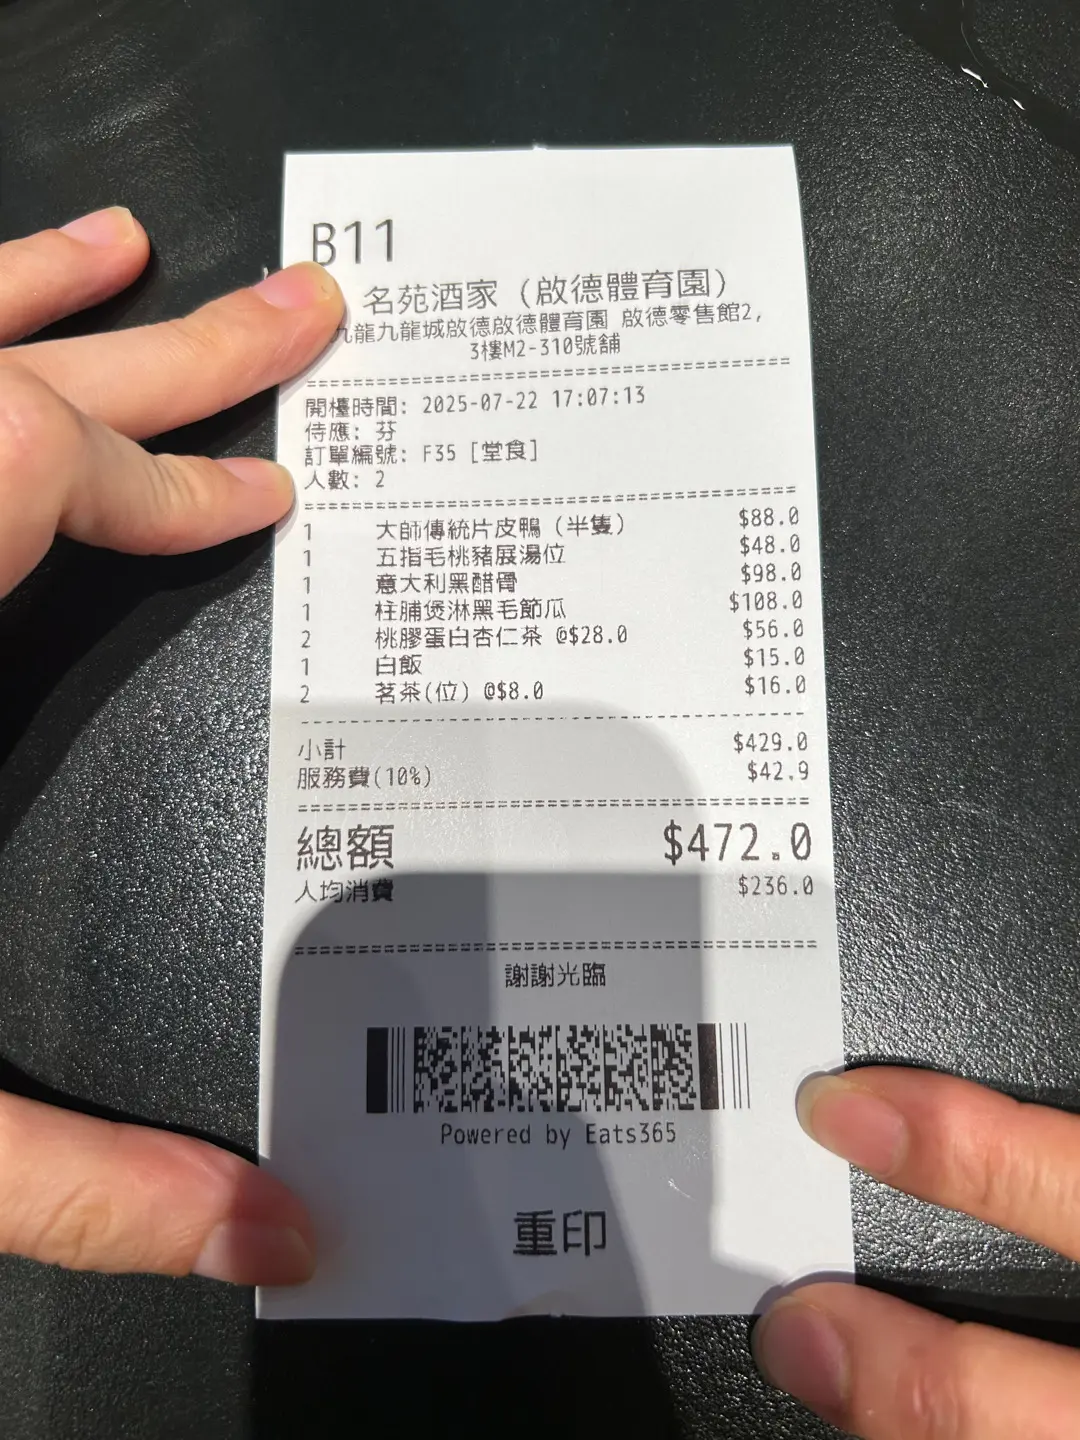 B11
名苑酒家 (啟德體育園)
九龍九龍城啟德啟德體育園 啟德零售館2,
3樓M2-310號舖
開檯時間: 2025-07-22 17:07:13
侍應: 芬
訂單編號: F35 [堂食]
人數: 2
1 大師傳統片皮鴨 (半隻) $88.0
1 五指毛桃豬展湯位 $48.0
1 意大利黑醋骨 $98.0
1 柱脯煲淋黑毛節瓜 $108.0
2 桃膠蛋白杏仁茶 @$28.0 $56.0
1 白飯 $15.0
2 茗茶(位) @$8.0 $16.0
小計 $429.0
服務費(10%) $42.9
總額 $472.0
人均消費 $236.0
謝謝光臨
Powered by Eats365
重印